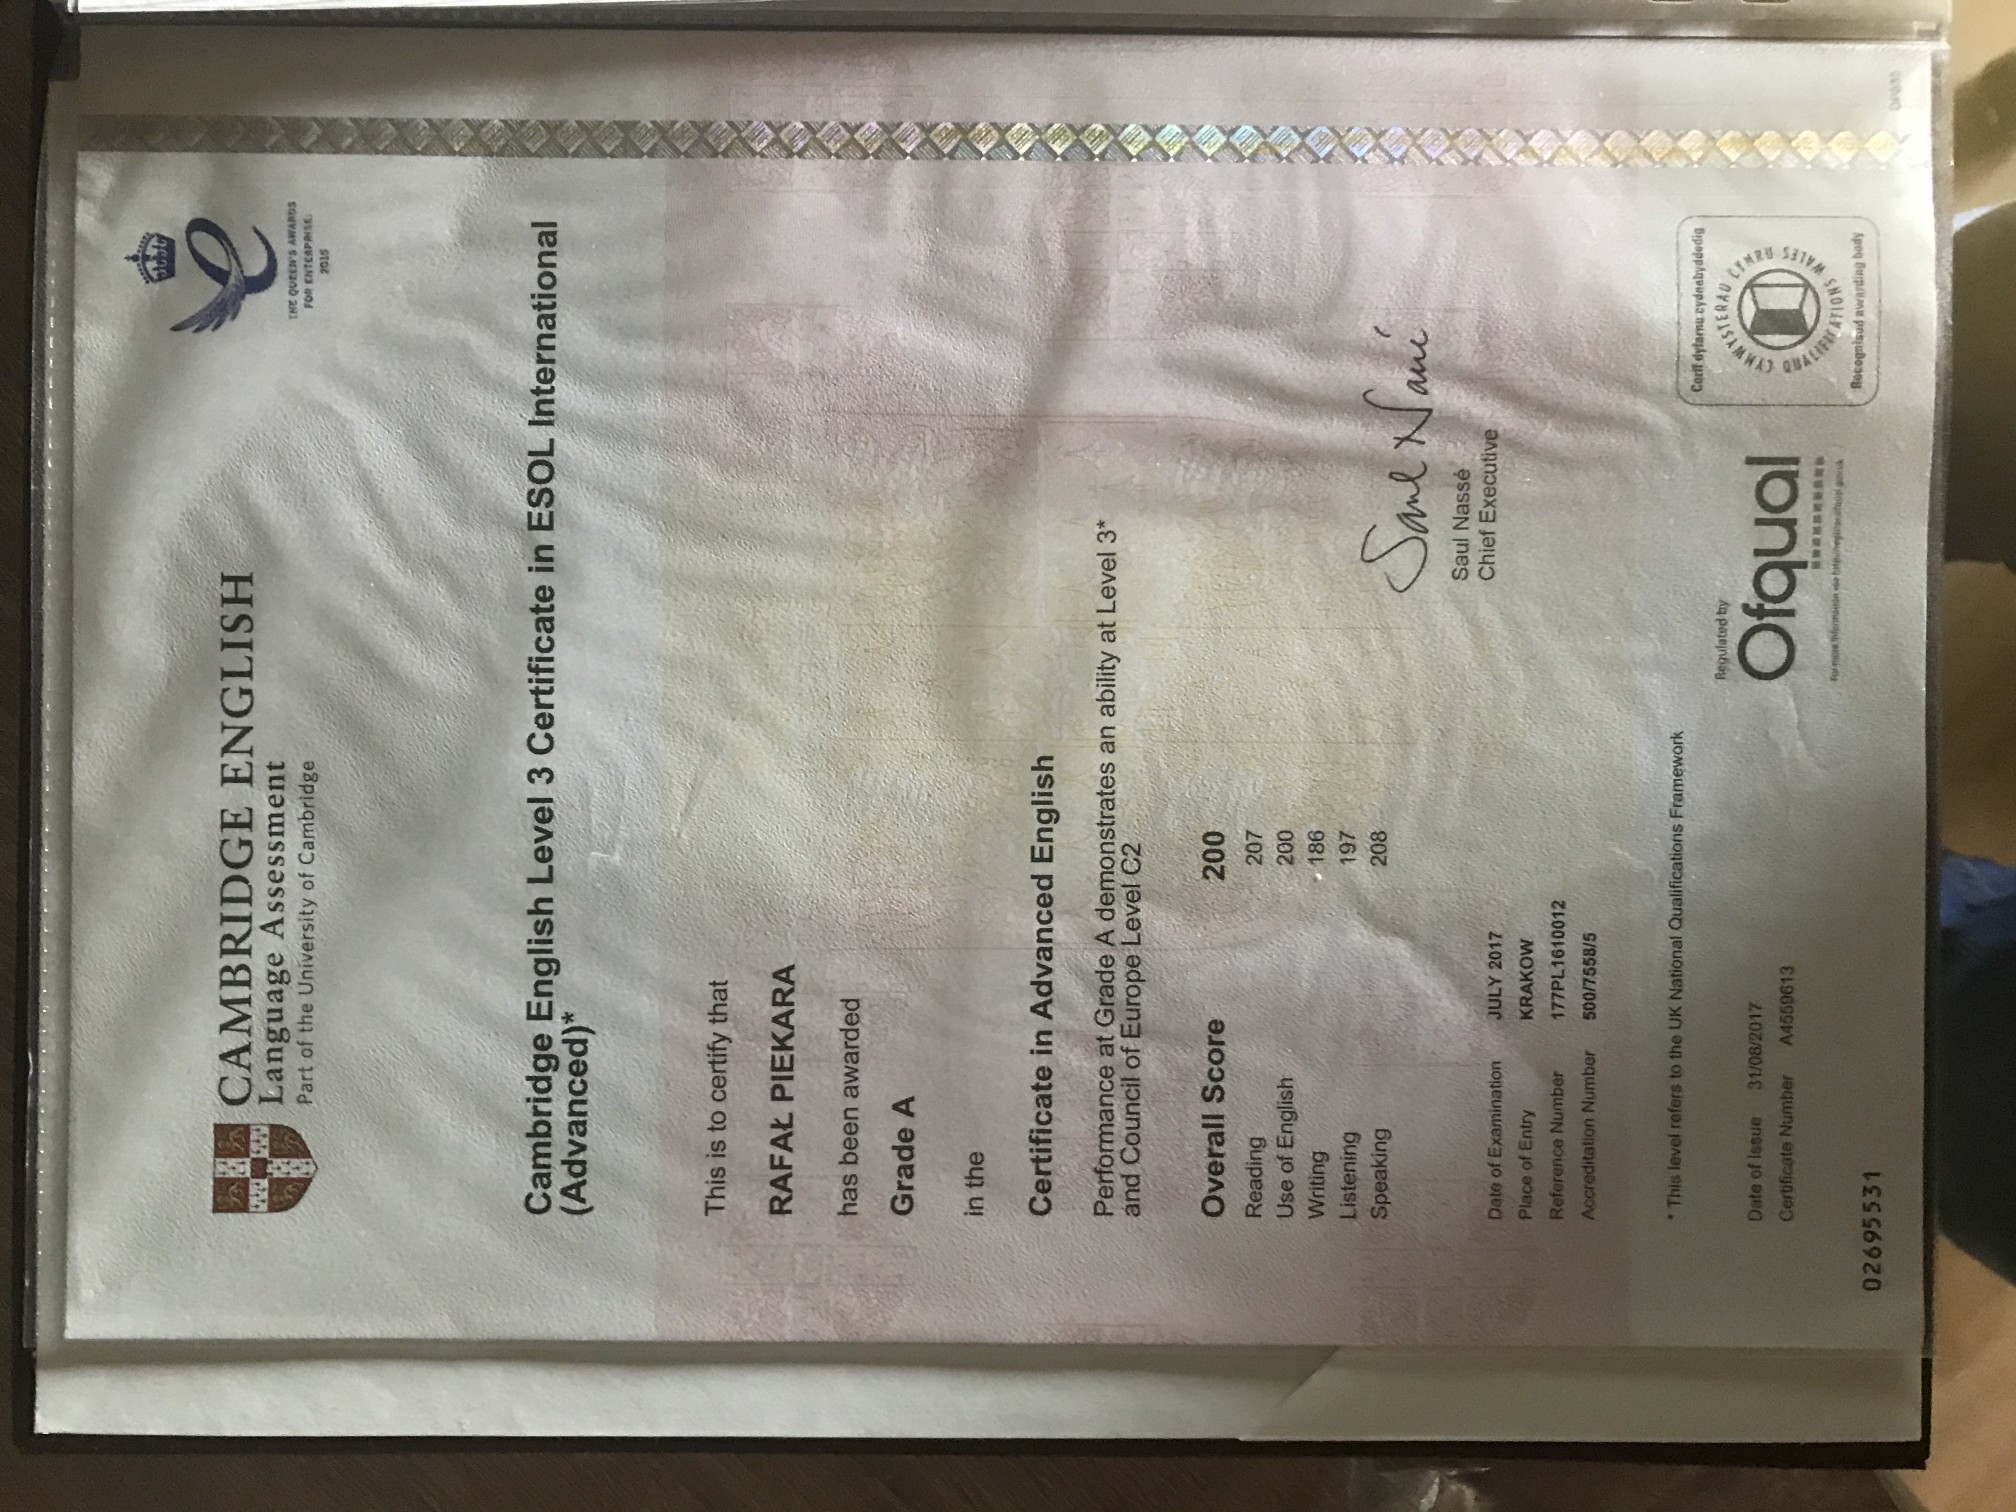 CAMBRIDGE ENGLISH
Language Assessment
Part of the University of Cambridge
THE QUEEN'S AWARDS
FOR ENTERPRISE:
2015
Cambridge English Level 3 Certificate in ESOL International
(Advanced)*
This is to certify that
RAFAŁ PIEKARA
has been awarded
Grade A
in the
Certificate in Advanced English
Performance at Grade A demonstrates an ability at Level 3*
and Council of Europe Level C2
Overall Score 200
Reading 207
Use of English 200
Writing 186
Listening 197
Speaking 208
Saul Nassé
Saul Nassé
Chief Executive
Date of Examination JULY 2017
Place of Entry KRAKOW
Reference Number 177PL1610012
Accreditation Number 500/7558/5
* This level refers to the UK National Qualifications Framework
Date of Issue 31/08/2017
Certificate Number A4559613
Regulated by
Ofqual
Corff dyfarnu cydnabyddedig
CYMWYSTERAU CYMRU
QUALIFICATIONS WALES
Recognised awarding body
02695531